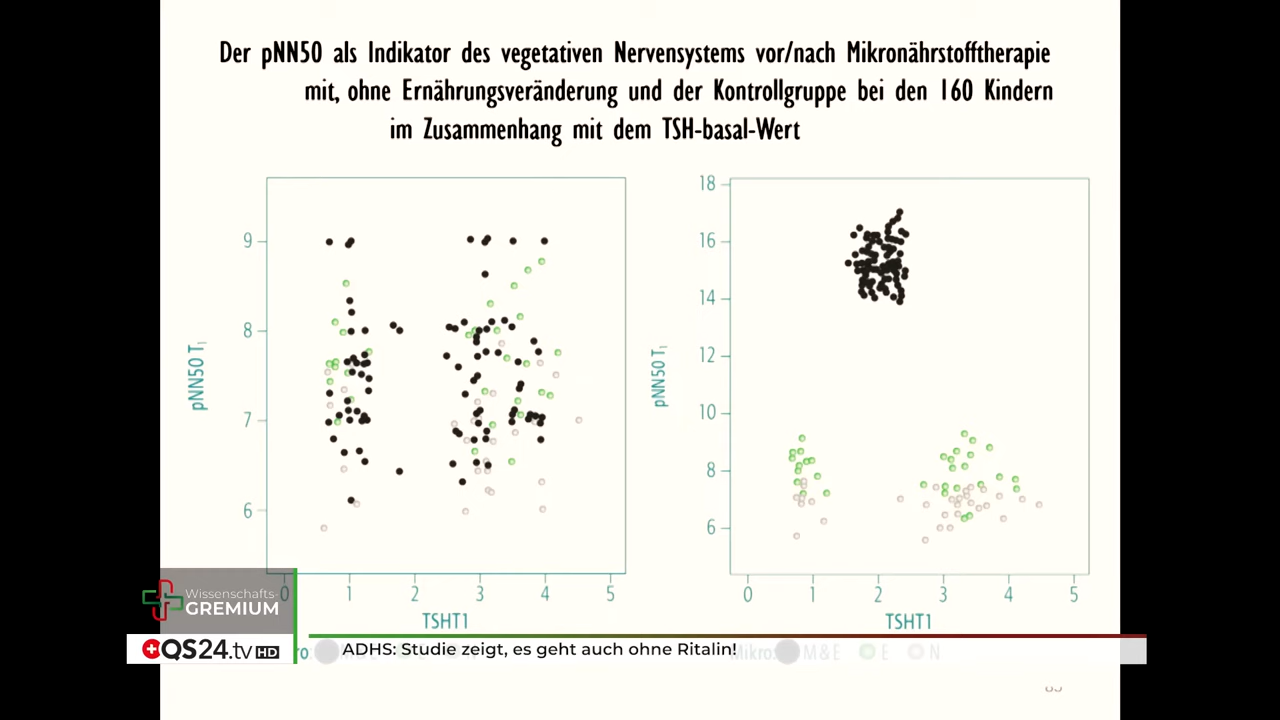 Der pNN50 als Indikator des vegetativen Nervensystems vor/nach Mikronährstofftherapie
mit, ohne Ernährungsveränderung und der Kontrollgruppe bei den 160 Kindern
im Zusammenhang mit dem TSH-basal-Wert
pNN50 T₁
9
8
7
6
0 1 2 3 4 5
TSHT1
pNN50 T₁
18
16
14
12
10
8
6
0 1 2 3 4 5
TSHT1
Wissenschafts-
GREMIUM
QS24.tv HD
ADHS: Studie zeigt, es geht auch ohne Ritalin!
M&E E N